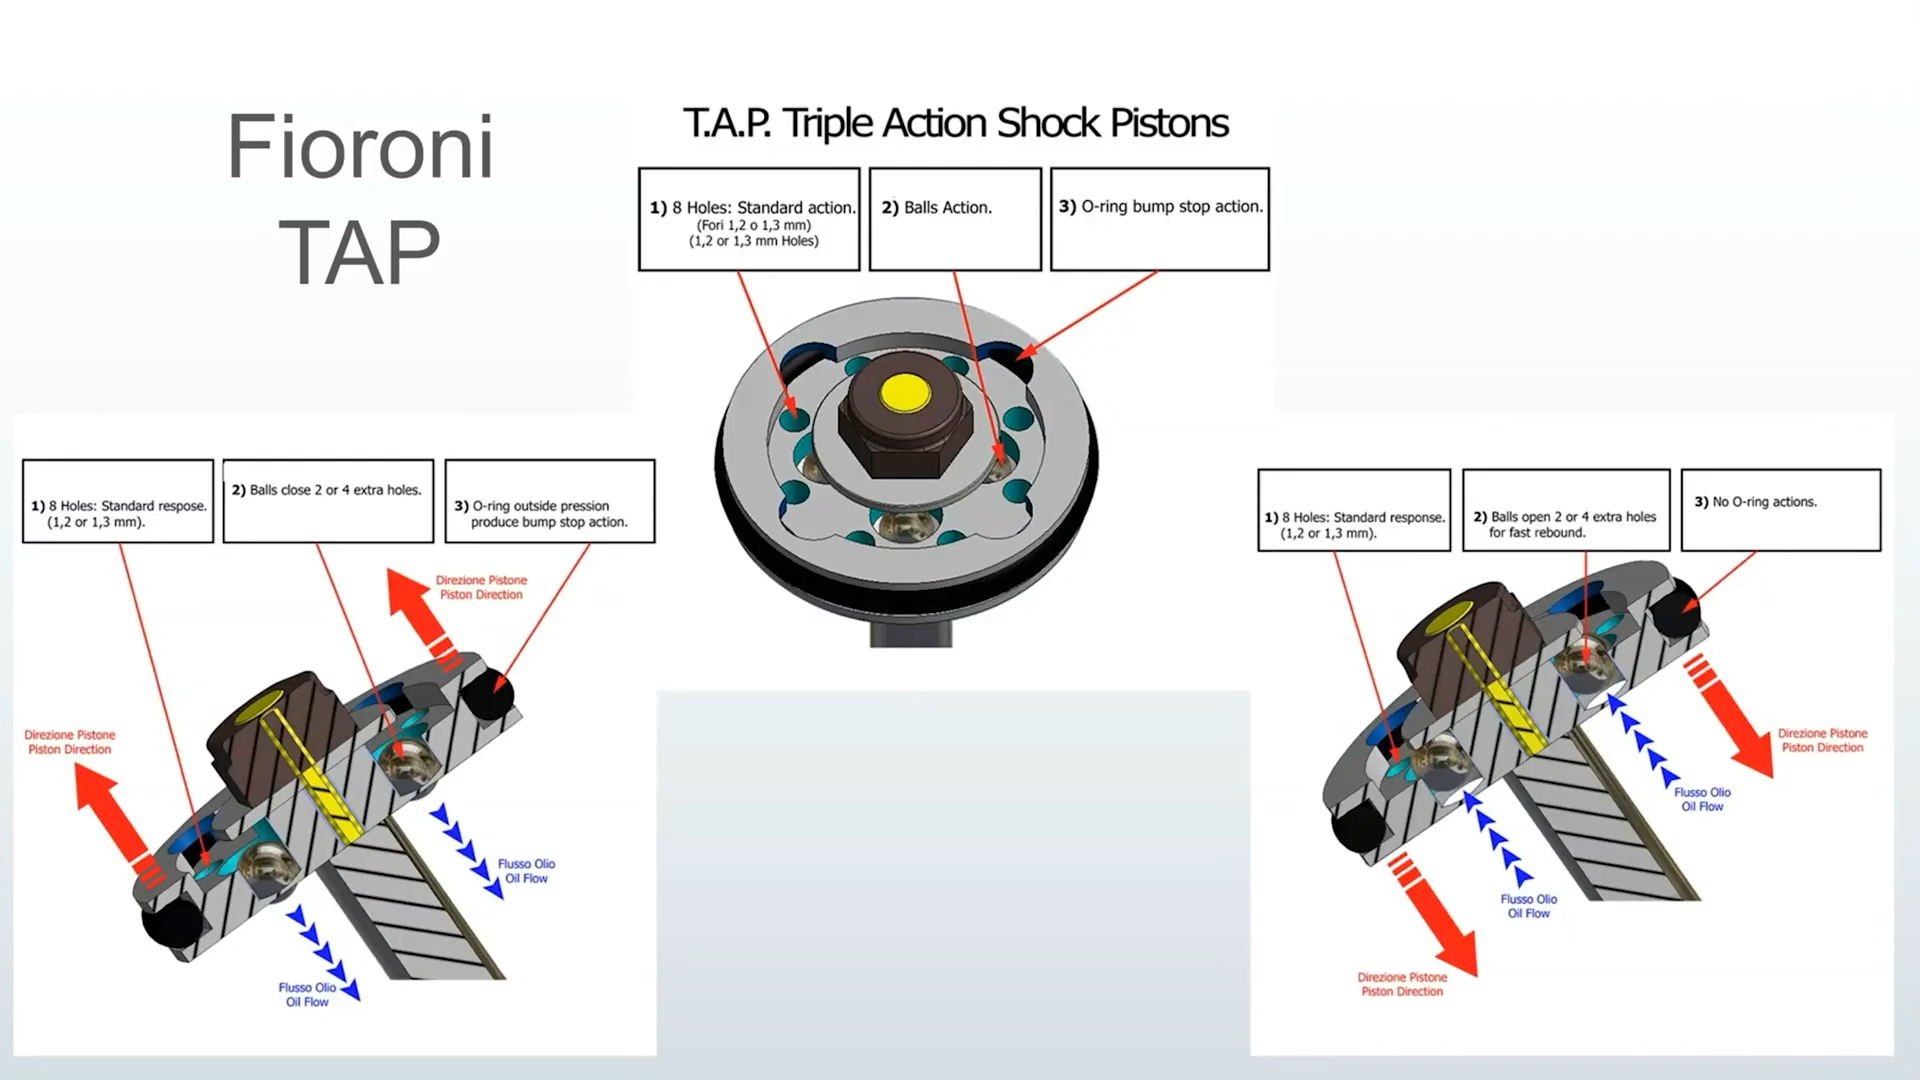 Fioroni
TAP
T.A.P. Triple Action Shock Pistons
1) 8 Holes: Standard action.
(Fori 1,2 o 1,3 mm)
(1,2 or 1,3 mm Holes)
2) Balls Action.
3) O-ring bump stop action.
1) 8 Holes: Standard respose.
(1,2 or 1,3 mm).
2) Balls close 2 or 4 extra holes.
3) O-ring outside pression
produce bump stop action.
Direzione Pistone
Piston Direction
Direzione Pistone
Piston Direction
Flusso Olio
Oil Flow
Flusso Olio
Oil Flow
1) 8 Holes: Standard response.
(1,2 or 1,3 mm).
2) Balls open 2 or 4 extra holes
for fast rebound.
3) No O-ring actions.
Direzione Pistone
Piston Direction
Flusso Olio
Oil Flow
Flusso Olio
Oil Flow
Direzione Pistone
Piston Direction